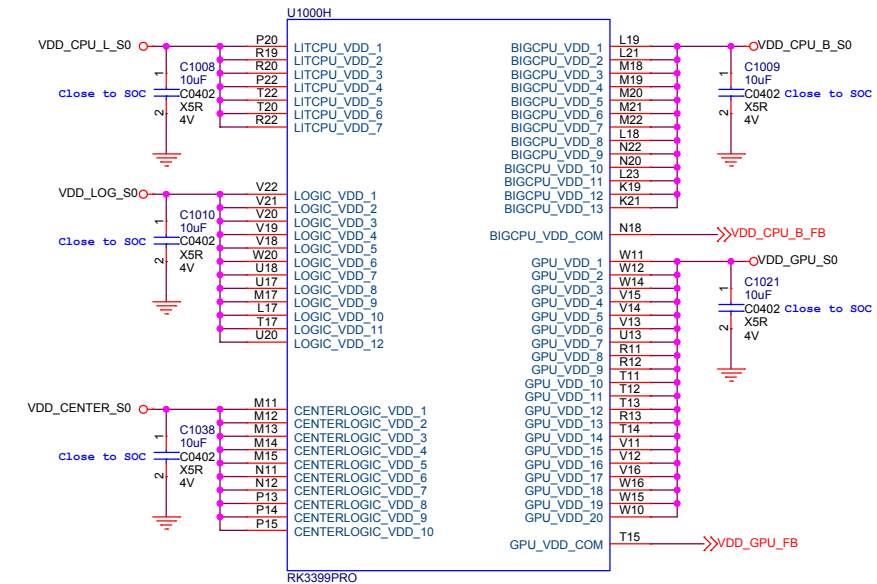 U1000H
VDD_CPU_L_S0
P20 LITCPU_VDD_1
R19 LITCPU_VDD_2
R20 LITCPU_VDD_3
P22 LITCPU_VDD_4
T22 LITCPU_VDD_5
T20 LITCPU_VDD_6
R22 LITCPU_VDD_7
1
C1008
10uF
Close to SOC
C0402
X5R
2
4V
VDD_LOG_S0
V22 LOGIC_VDD_1
V21 LOGIC_VDD_2
V20 LOGIC_VDD_3
V19 LOGIC_VDD_4
V18 LOGIC_VDD_5
W20 LOGIC_VDD_6
U18 LOGIC_VDD_7
U17 LOGIC_VDD_8
M17 LOGIC_VDD_9
L17 LOGIC_VDD_10
T17 LOGIC_VDD_11
U20 LOGIC_VDD_12
1
C1010
10uF
Close to SOC
C0402
X5R
2
4V
VDD_CENTER_S0
M11 CENTERLOGIC_VDD_1
M12 CENTERLOGIC_VDD_2
M13 CENTERLOGIC_VDD_3
M14 CENTERLOGIC_VDD_4
M15 CENTERLOGIC_VDD_5
N11 CENTERLOGIC_VDD_6
N12 CENTERLOGIC_VDD_7
P13 CENTERLOGIC_VDD_8
P14 CENTERLOGIC_VDD_9
P15 CENTERLOGIC_VDD_10
1
C1038
10uF
Close to SOC
C0402
X5R
2
4V
BIGCPU_VDD_1 L19
BIGCPU_VDD_2 L21
BIGCPU_VDD_3 M18
BIGCPU_VDD_4 M19
BIGCPU_VDD_5 M20
BIGCPU_VDD_6 M21
BIGCPU_VDD_7 M22
BIGCPU_VDD_8 L18
BIGCPU_VDD_9 N22
BIGCPU_VDD_10 N20
BIGCPU_VDD_11 L23
BIGCPU_VDD_12 K19
BIGCPU_VDD_13 K21
VDD_CPU_B_S0
1
C1009
10uF
C0402 Close to SOC
X5R
2
4V
BIGCPU_VDD_COM N18
VDD_CPU_B_FB
GPU_VDD_1 W11
GPU_VDD_2 W12
GPU_VDD_3 W14
GPU_VDD_4 V15
GPU_VDD_5 V14
GPU_VDD_6 V13
GPU_VDD_7 U13
GPU_VDD_8 R11
GPU_VDD_9 R12
GPU_VDD_10 T11
GPU_VDD_11 T12
GPU_VDD_12 T13
GPU_VDD_13 R13
GPU_VDD_14 T14
GPU_VDD_15 V11
GPU_VDD_16 V12
GPU_VDD_17 V16
GPU_VDD_18 W16
GPU_VDD_19 W15
GPU_VDD_20 W10
VDD_GPU_S0
1
C1021
10uF
C0402 Close to SOC
X5R
2
4V
GPU_VDD_COM T15
VDD_GPU_FB
RK3399PRO